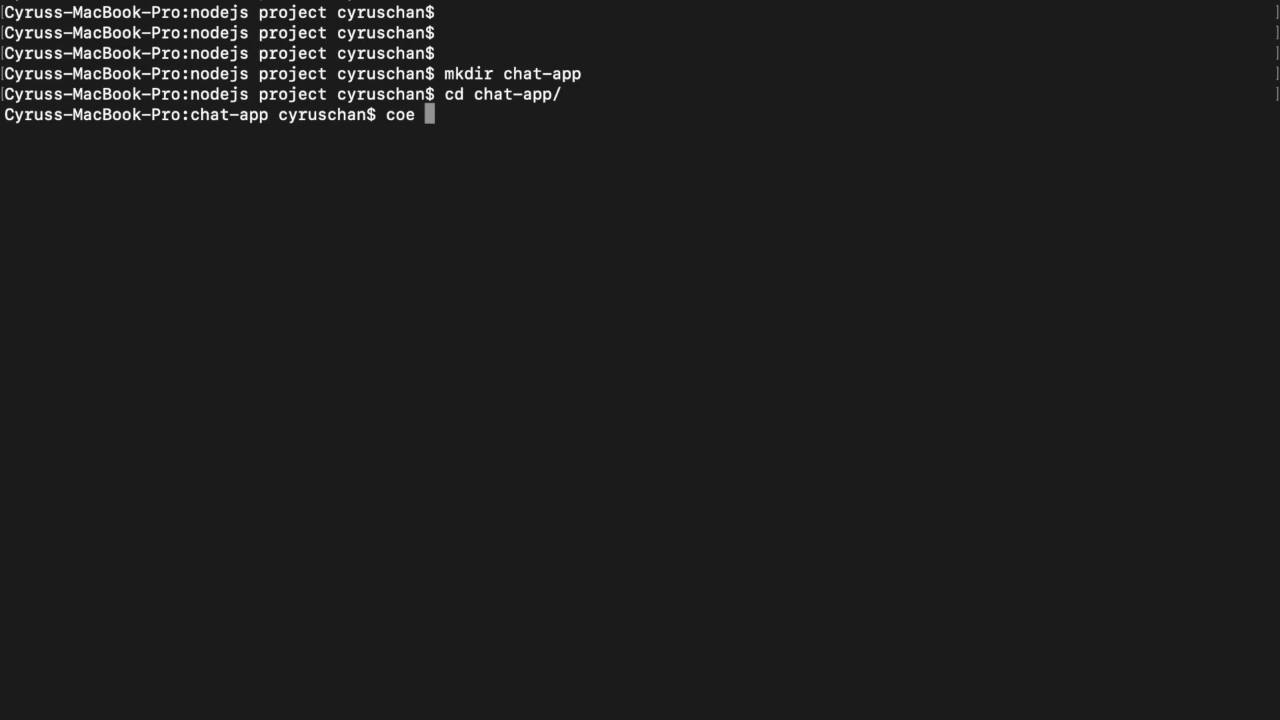 [Cyruss-MacBook-Pro:nodejs project cyruschan$ ]
[Cyruss-MacBook-Pro:nodejs project cyruschan$ ]
[Cyruss-MacBook-Pro:nodejs project cyruschan$ ]
[Cyruss-MacBook-Pro:nodejs project cyruschan$ mkdir chat-app ]
[Cyruss-MacBook-Pro:nodejs project cyruschan$ cd chat-app/ ]
Cyruss-MacBook-Pro:chat-app cyruschan$ coe